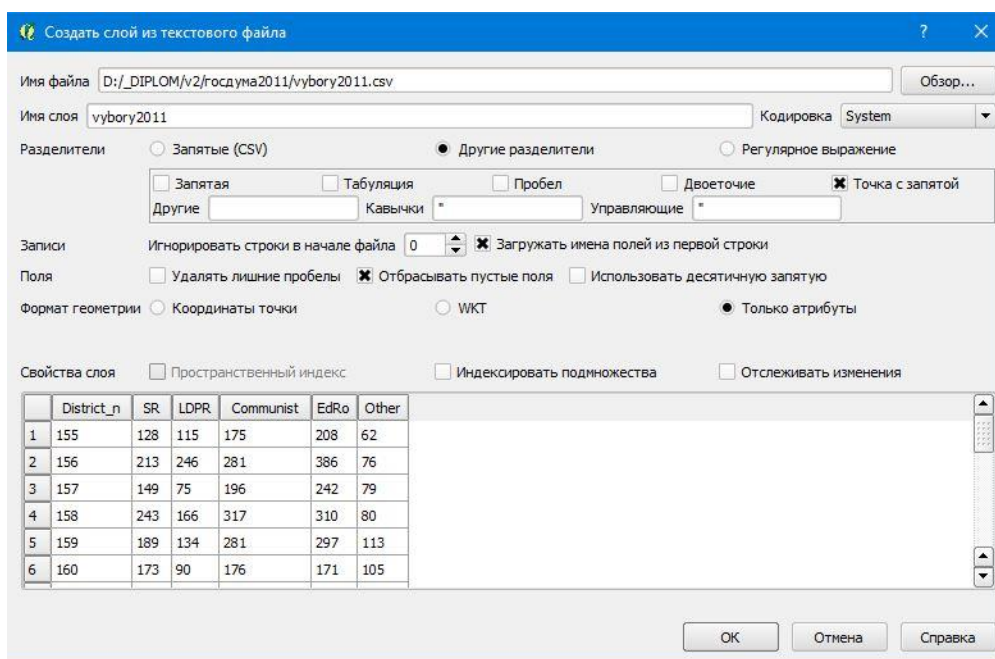 Создать слой из текстового файла
Имя файла D:/_DIPLOM/v2/госдума2011/vybory2011.csv Обзор...
Имя слоя vybory2011 Кодировка System
Разделители Запятые (CSV) Другие разделители Регулярное выражение
Запятая Табуляция Пробел Двоеточие Точка с запятой
Другие Кавычки " Управляющие "
Записи Игнорировать строки в начале файла 0 Загружать имена полей из первой строки
Поля Удалять лишние пробелы Отбрасывать пустые поля Использовать десятичную запятую
Формат геометрии Координаты точки WKT Только атрибуты
Свойства слоя Пространственный индекс Индексировать подмножества Отслеживать изменения
District_n SR LDPR Communist EdRo Other
1 155 128 115 175 208 62
2 156 213 246 281 386 76
3 157 149 75 196 242 79
4 158 243 166 317 310 80
5 159 189 134 281 297 113
6 160 173 90 176 171 105
OK Отмена Справка